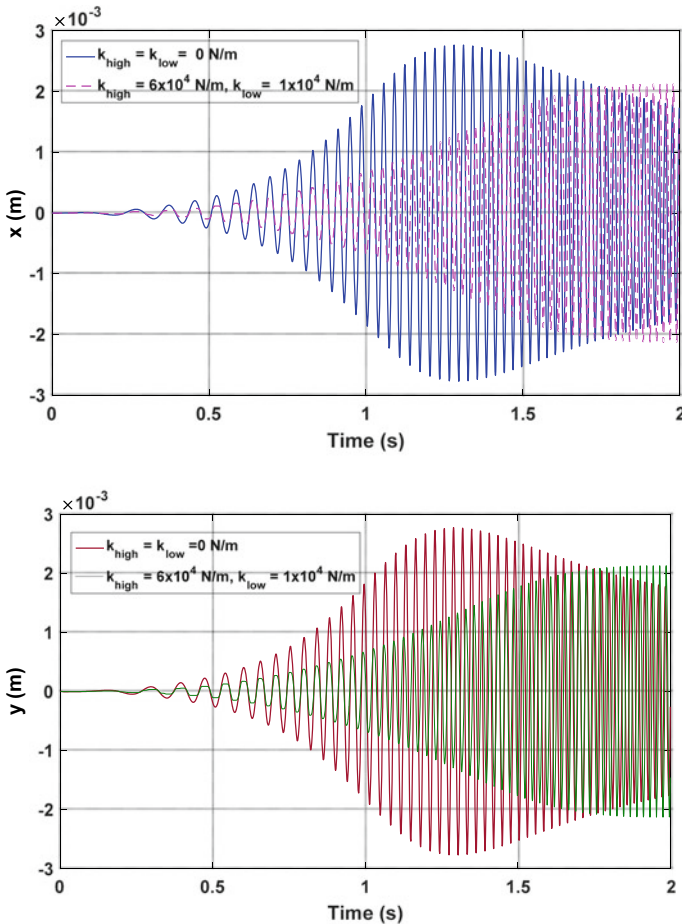 ×10⁻³
3
2
1
0
-1
-2
-3
x (m)
k_high = k_low = 0 N/m
k_high = 6x10⁴ N/m, k_low = 1x10⁴ N/m
0 0.5 1 1.5 2
Time (s)
×10⁻³
3
2
1
0
-1
-2
-3
y (m)
k_high = k_low =0 N/m
k_high = 6x10⁴ N/m, k_low = 1x10⁴ N/m
0 0.5 1 1.5 2
Time (s)